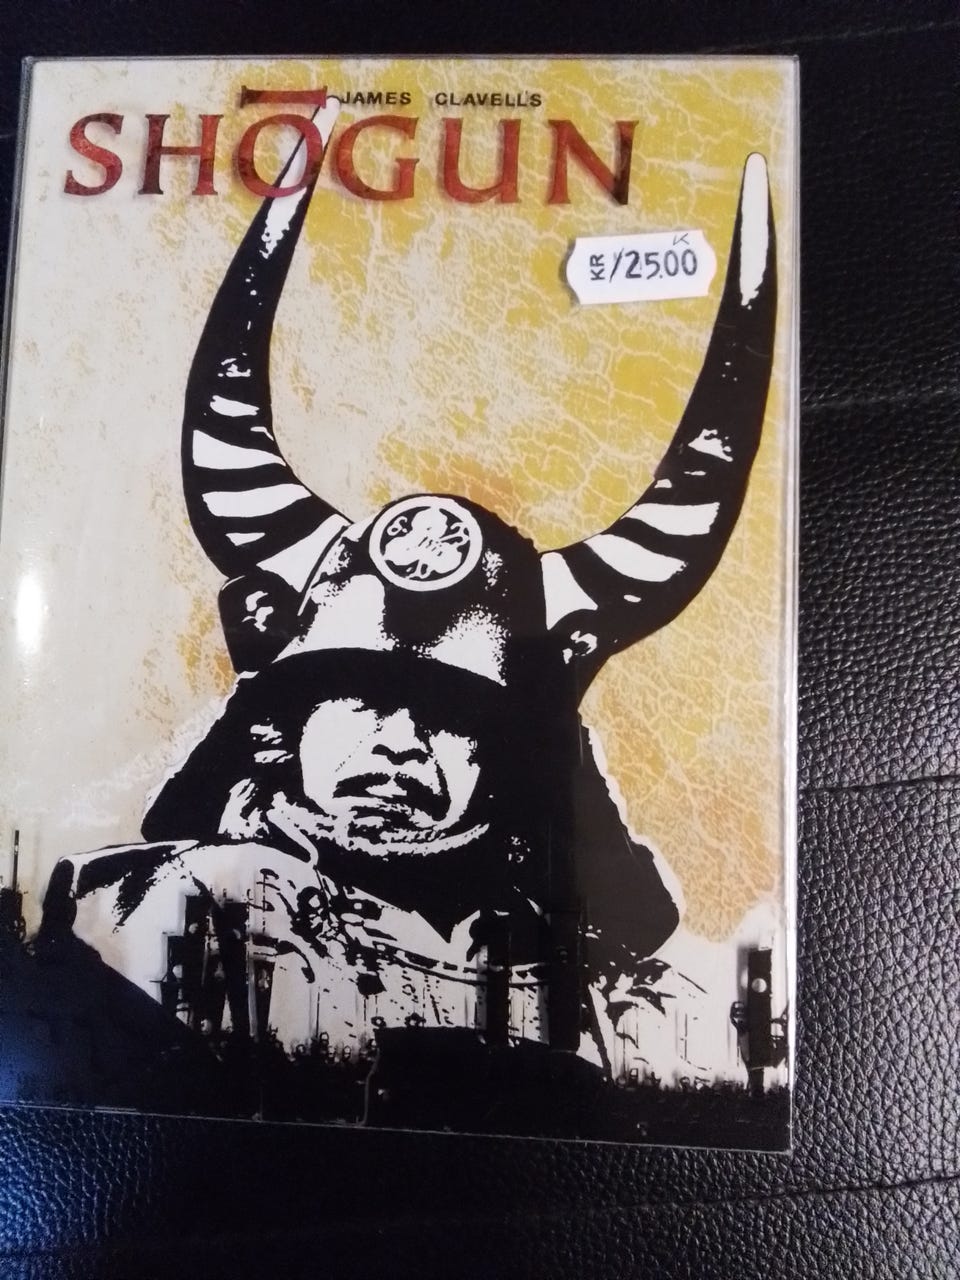 JAMES CLAVELL'S
SHŌGUN
KR 125.00